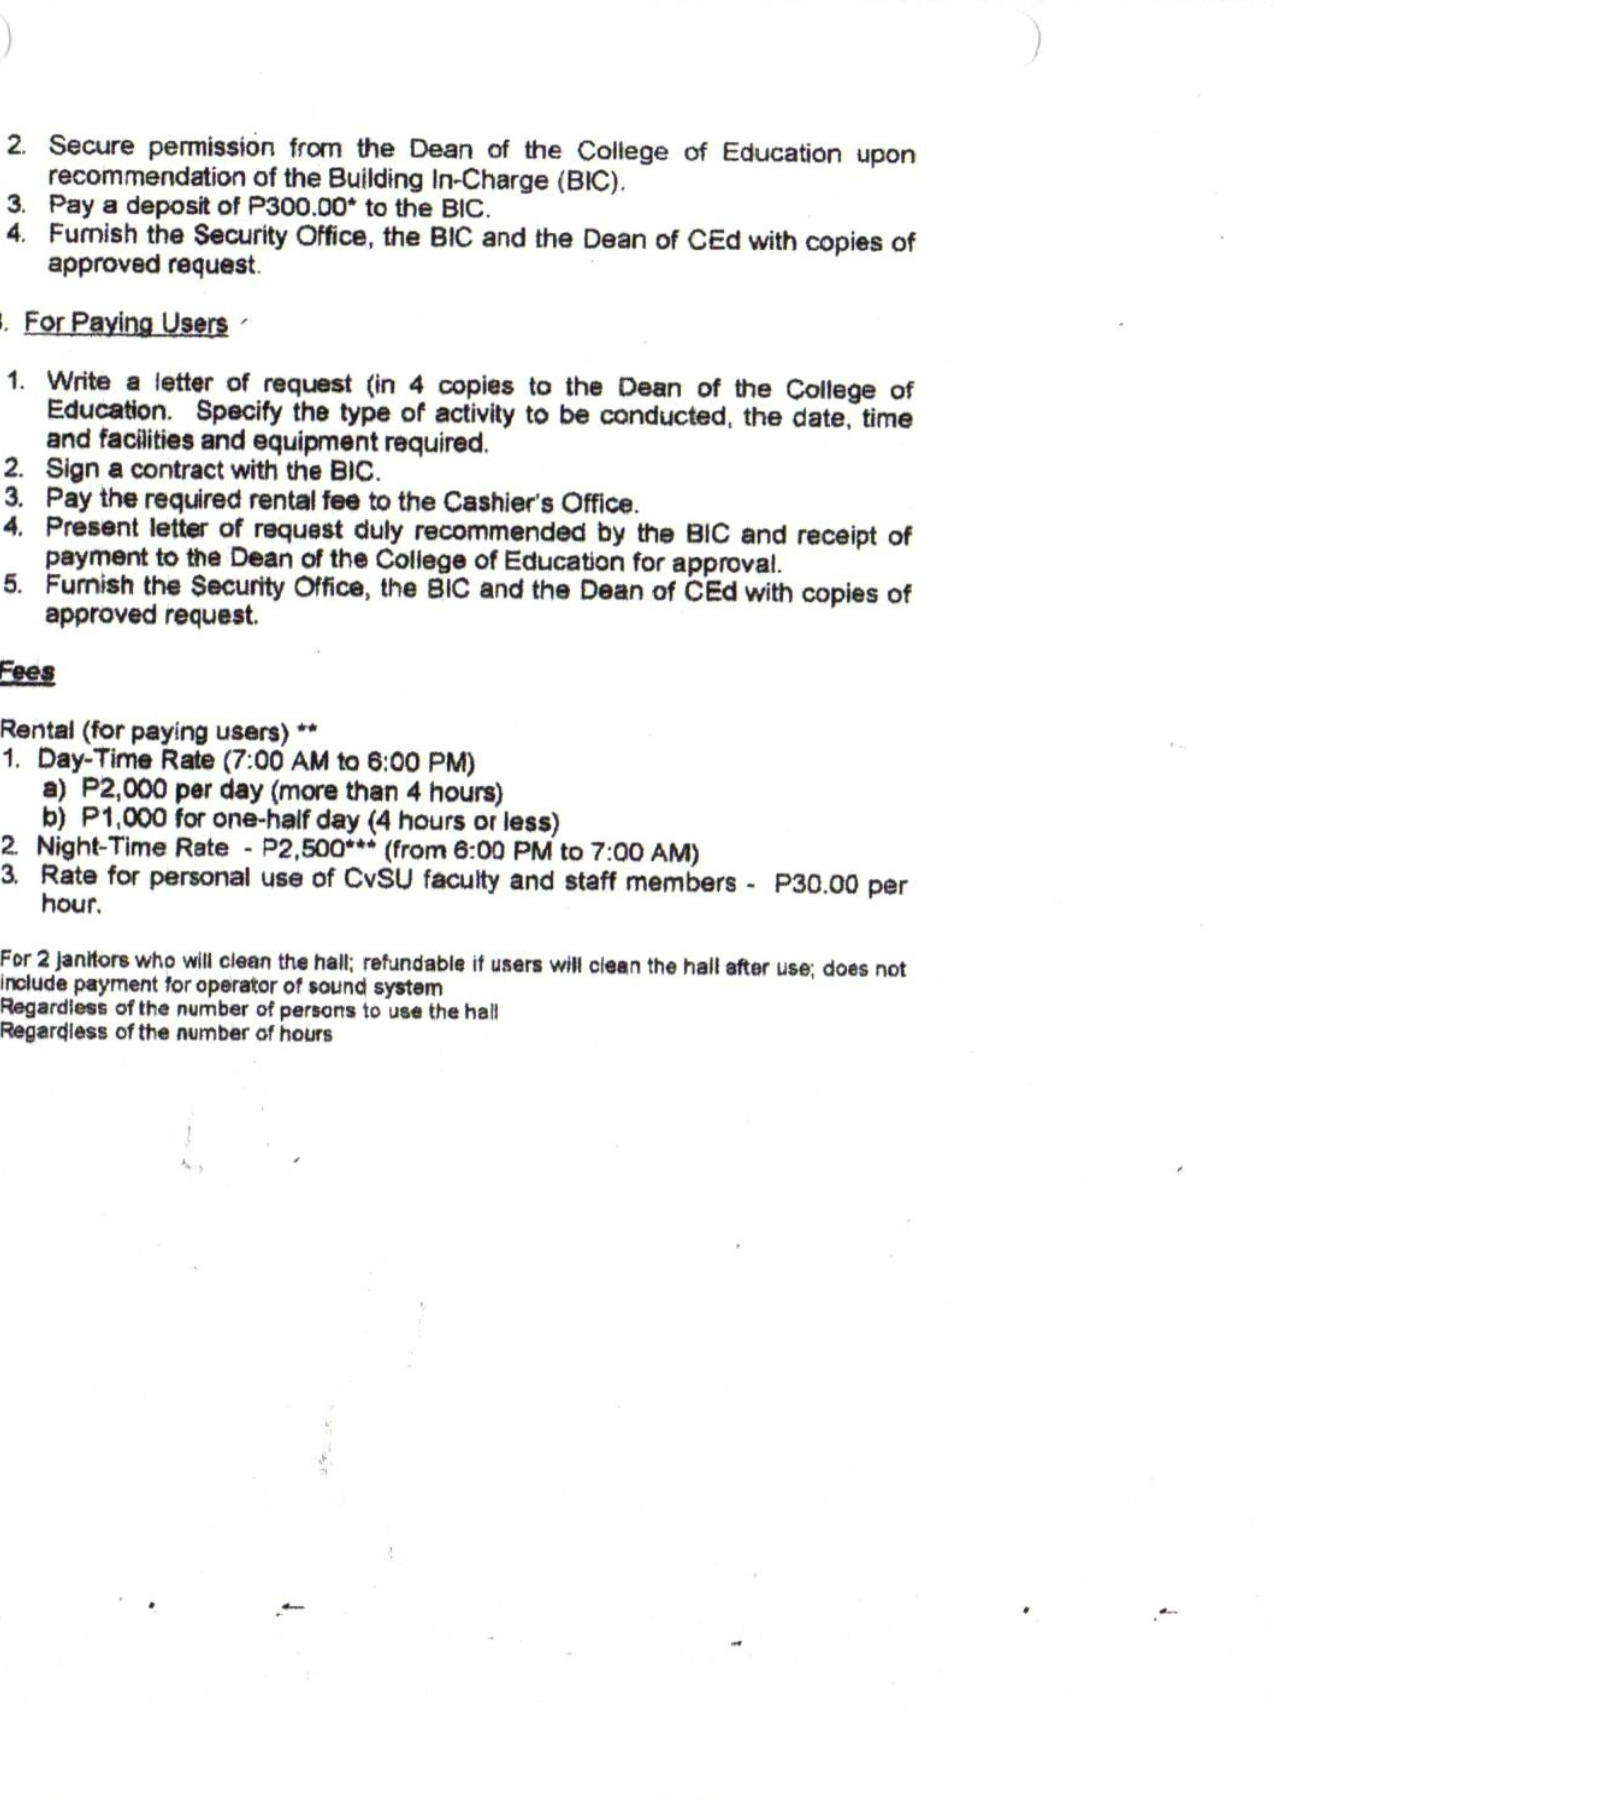 2. Secure permission from the Dean of the College of Education upon
recommendation of the Building In-Charge (BIC).
3. Pay a deposit of P300.00* to the BIC.
4. Furnish the Security Office, the BIC and the Dean of CEd with copies of
approved request.
. For Paying Users
1. Write a letter of request (in 4 copies to the Dean of the College of
Education. Specify the type of activity to be conducted, the date, time
and facilities and equipment required.
2. Sign a contract with the BIC.
3. Pay the required rental fee to the Cashier's Office.
4. Present letter of request duly recommended by the BIC and receipt of
payment to the Dean of the College of Education for approval.
5. Furnish the Security Office, the BIC and the Dean of CEd with copies of
approved request.
Fees
Rental (for paying users) **
1. Day-Time Rate (7:00 AM to 6:00 PM)
a) P2,000 per day (more than 4 hours)
b) P1,000 for one-half day (4 hours or less)
2. Night-Time Rate - P2,500*** (from 6:00 PM to 7:00 AM)
3. Rate for personal use of CvSU faculty and staff members - P30.00 per
hour.
For 2 janitors who will clean the hall; refundable if users will clean the hall after use; does not
include payment for operator of sound system
Regardless of the number of persons to use the hall
Regardless of the number of hours